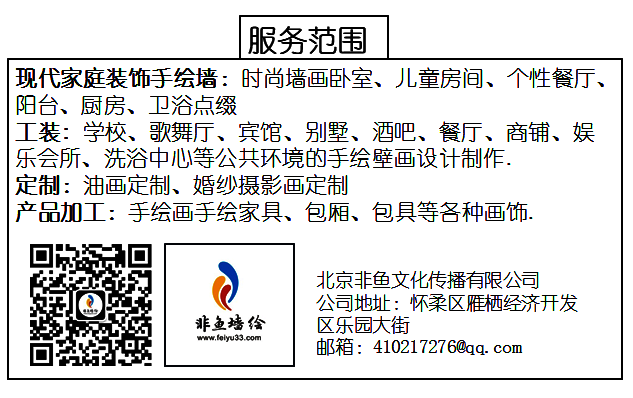 服务范围
现代家庭装饰手绘墙：时尚墙画卧室、儿童房间、个性餐厅、
阳台、厨房、卫浴点缀
工装：学校、歌舞厅、宾馆、别墅、酒吧、餐厅、商铺、娱
乐会所、洗浴中心等公共环境的手绘壁画设计制作.
定制：油画定制、婚纱摄影画定制
产品加工：手绘画手绘家具、包厢、包具等各种画饰.
非鱼墙绘
非鱼墙绘
www.feiyu33.com
北京非鱼文化传播有限公司
公司地址：怀柔区雁栖经济开发
区乐园大街
邮箱：410217276@qq.com